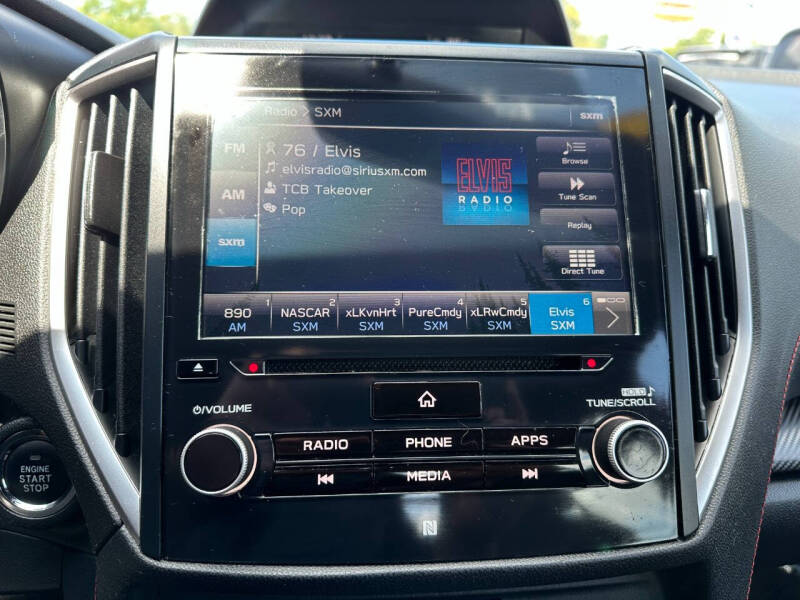 Radio > SXM
sxm
FM
AM
sxm
76 / Elvis
elvisradio@siriusxm.com
TCB Takeover
Pop
ELVIS
RADIO
Browse
Tune Scan
Replay
Direct Tune
890 1
AM
NASCAR 2
SXM
xLKvnHrt 3
SXM
PureCmdy 4
SXM
xLRwCmdy 5
SXM
Elvis 6
SXM
VOLUME
HOLD
TUNE/SCROLL
RADIO
PHONE
APPS
MEDIA
ENGINE
START
STOP